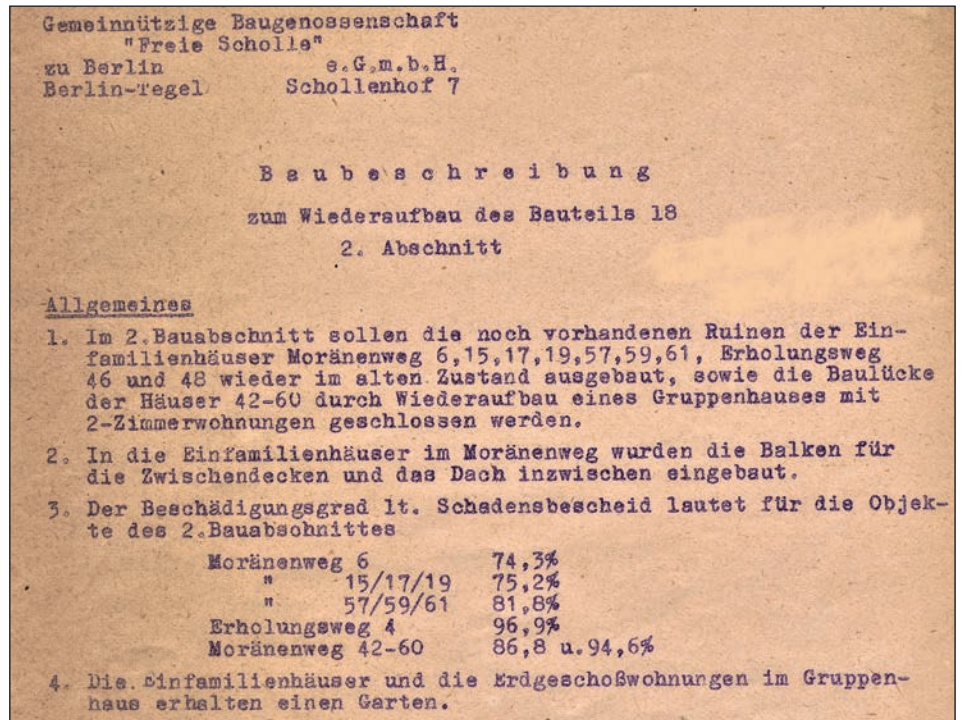 Gemeinnützige Baugenossenschaft
"Freie Scholle"
zu Berlin e.G.m.b.H.
Berlin-Tegel Schollenhof 7
Baubeschreibung
zum Wiederaufbau des Bauteils 18
2. Abschnitt
Allgemeines
1. Im 2.Bauabschnitt sollen die noch vorhandenen Ruinen der Ein-
familienhäuser Moränenweg 6,15,17,19,57,59,61, Erholungsweg
46 und 48 wieder im alten Zustand ausgebaut, sowie die Baulücke
der Häuser 42-60 durch Wiederaufbau eines Gruppenhauses mit
2-Zimmerwohnungen geschlossen werden.
2. In die Einfamilienhäuser im Moränenweg wurden die Balken für
die Zwischendecken und das Dach inzwischen eingebaut.
3. Der Beschädigungsgrad lt. Schadensbescheid lautet für die Objek-
te des 2.Bauabschnittes
Moränenweg 6 74,3%
" 15/17/19 75,2%
" 57/59/61 81,8%
Erholungsweg 4 96,9%
Moränenweg 42-60 86,8 u.94,6%
4. Die Einfamilienhäuser und die Erdgeschoßwohnungen im Gruppen-
haus erhalten einen Garten.